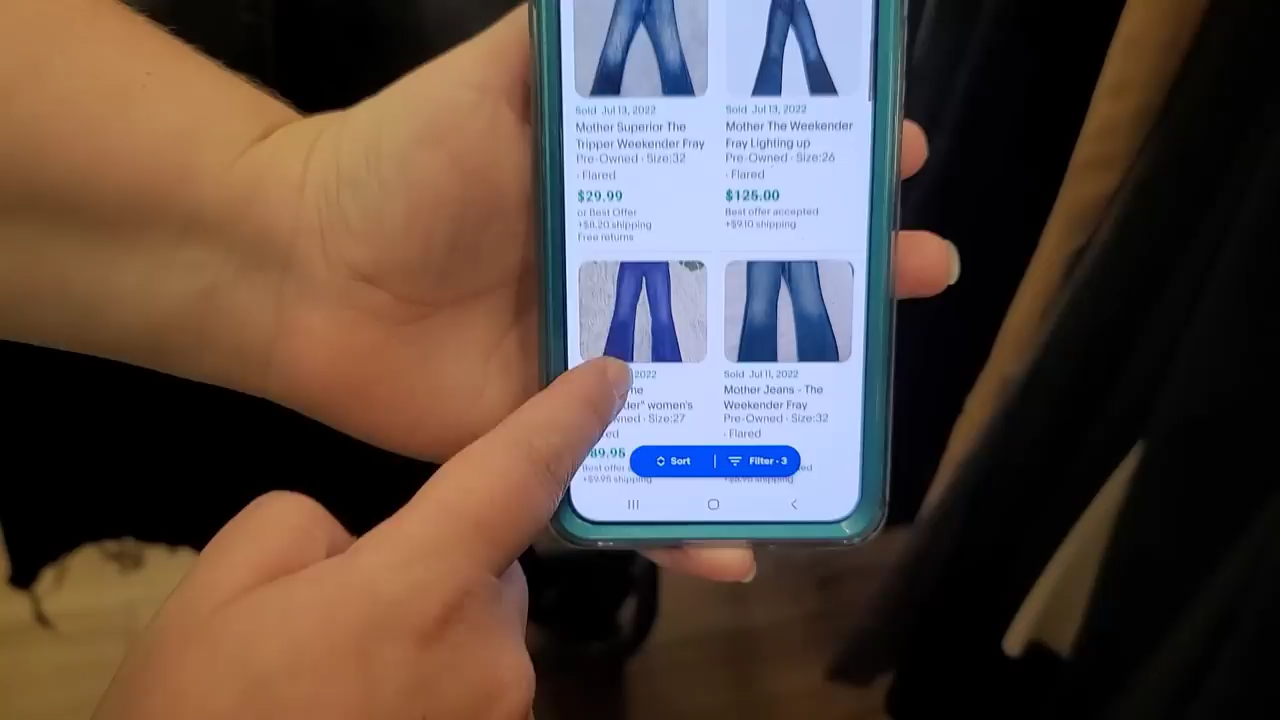 Sold Jul 13, 2022
Mother Superior The
Tripper Weekender Fray
Pre-Owned · Size:32
· Flared
$29.99
or Best Offer
+$8.20 shipping
Free returns
Sold Jul 13, 2022
Mother The Weekender
Fray Lighting up
Pre-Owned · Size:26
· Flared
$125.00
Best offer accepted
+$9.10 shipping
2022
women's
Size:27
89.95
Best offer
+$9.95 shipping
Sold Jul 11, 2022
Mother Jeans - The
Weekender Fray
Pre-Owned · Size:32
· Flared
shipping
Sort
Filter · 3